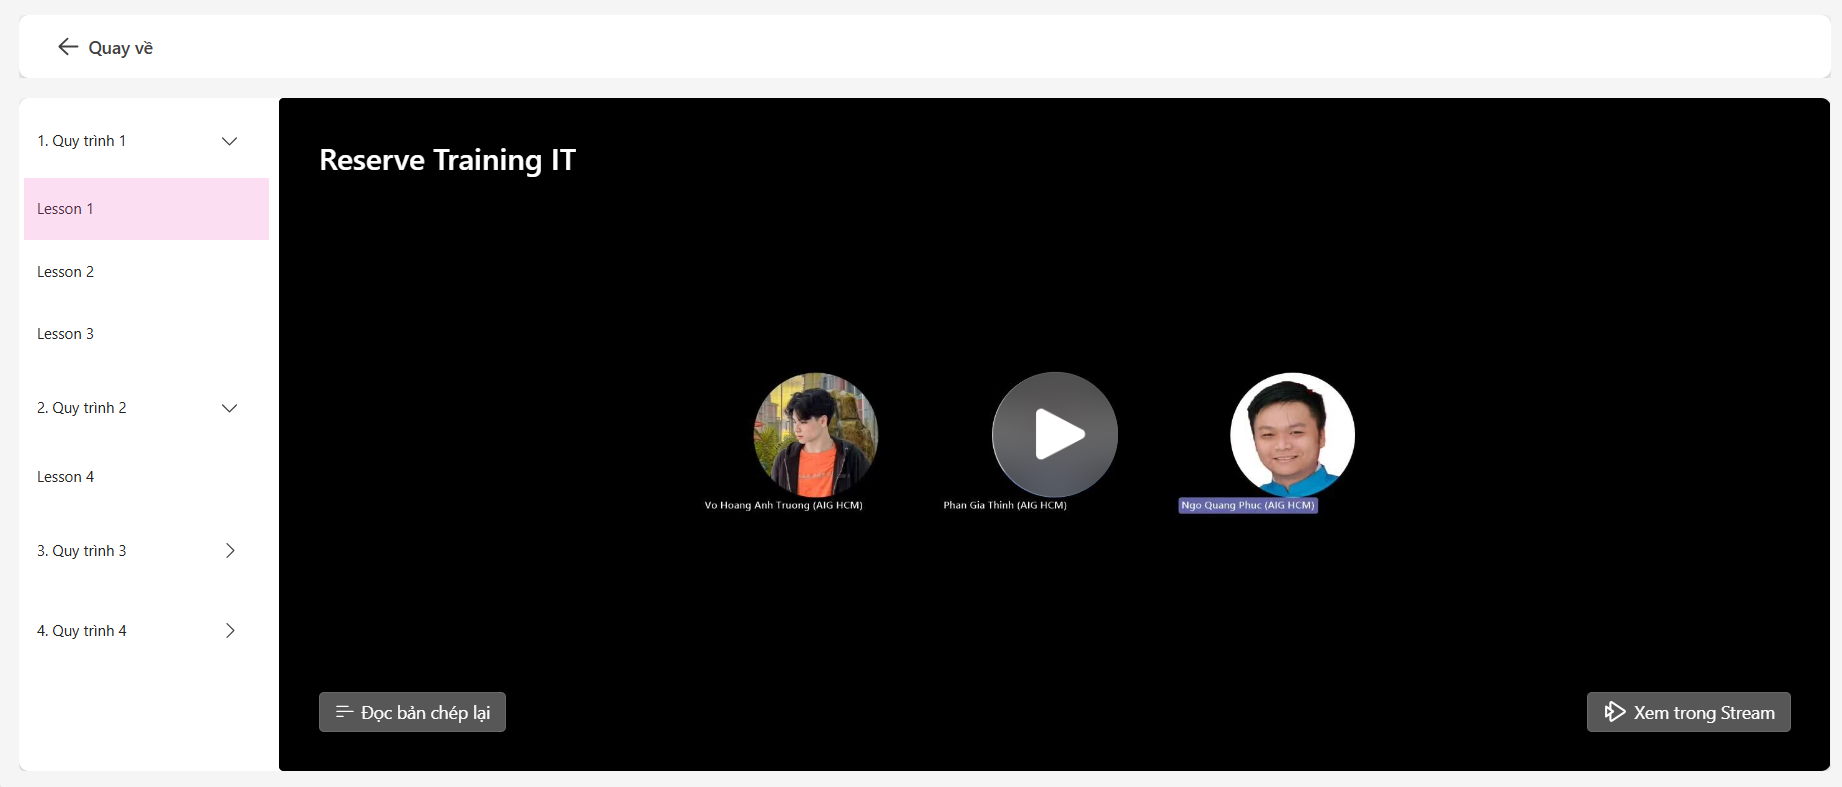 Quay về
1. Quy trình 1
Lesson 1
Lesson 2
Lesson 3
2. Quy trình 2
Lesson 4
3. Quy trình 3
4. Quy trình 4
Reserve Training IT
Vo Hoang Anh Truong (AIG HCM)
Phan Gia Thinh (AIG HCM)
Ngo Quang Phuc (AIG HCM)
Đọc bản chép lại
Xem trong Stream